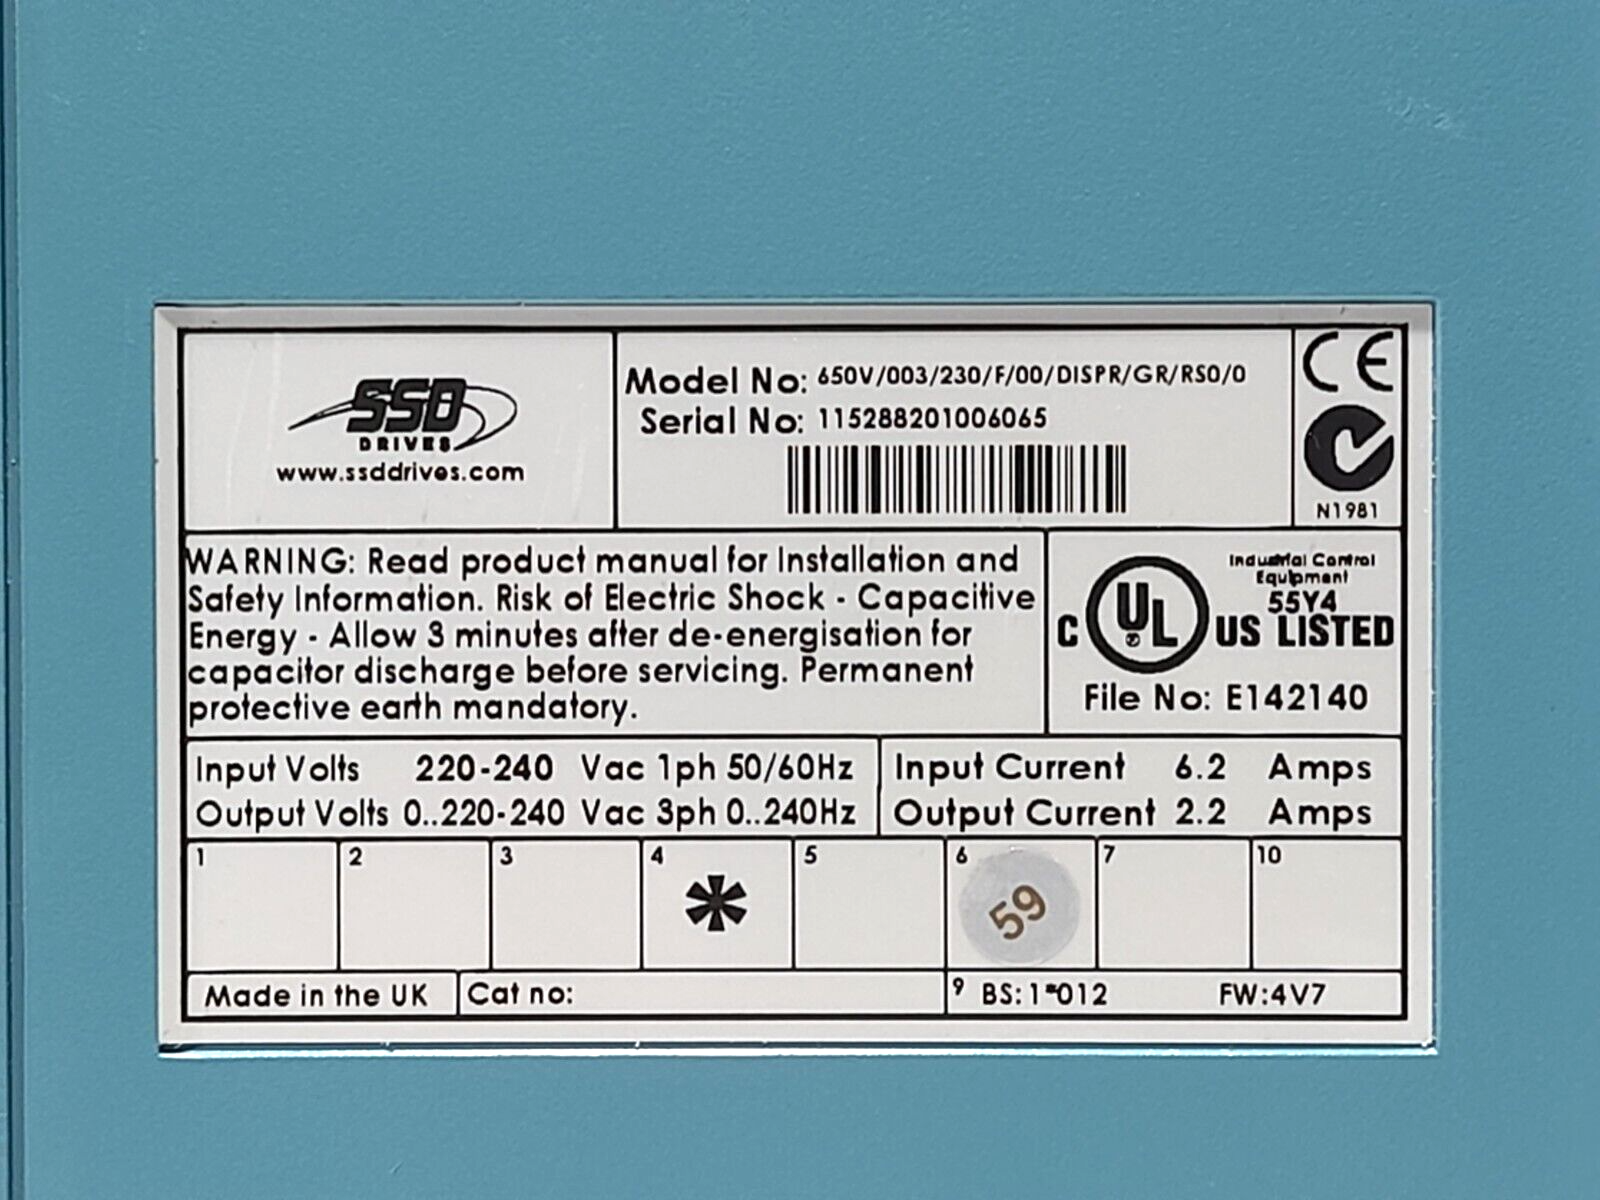 SSD
DRIVES
www.ssddrives.com
Model No: 650V/003/230/F/00/DISPR/GR/RS0/0
Serial No: 115288201006065
CE
N1981
WARNING: Read product manual for Installation and
Safety Information. Risk of Electric Shock - Capacitive
Energy - Allow 3 minutes after de-energisation for
capacitor discharge before servicing. Permanent
protective earth mandatory.
Industrial Control
Equipment
55Y4
C UL US LISTED
File No: E142140
Input Volts 220-240 Vac 1ph 50/60Hz
Output Volts 0..220-240 Vac 3ph 0..240Hz
Input Current 6.2 Amps
Output Current 2.2 Amps
1 2 3 4 5 6 7 10
* 59
Made in the UK
Cat no:
9 BS:1*012 FW:4V7